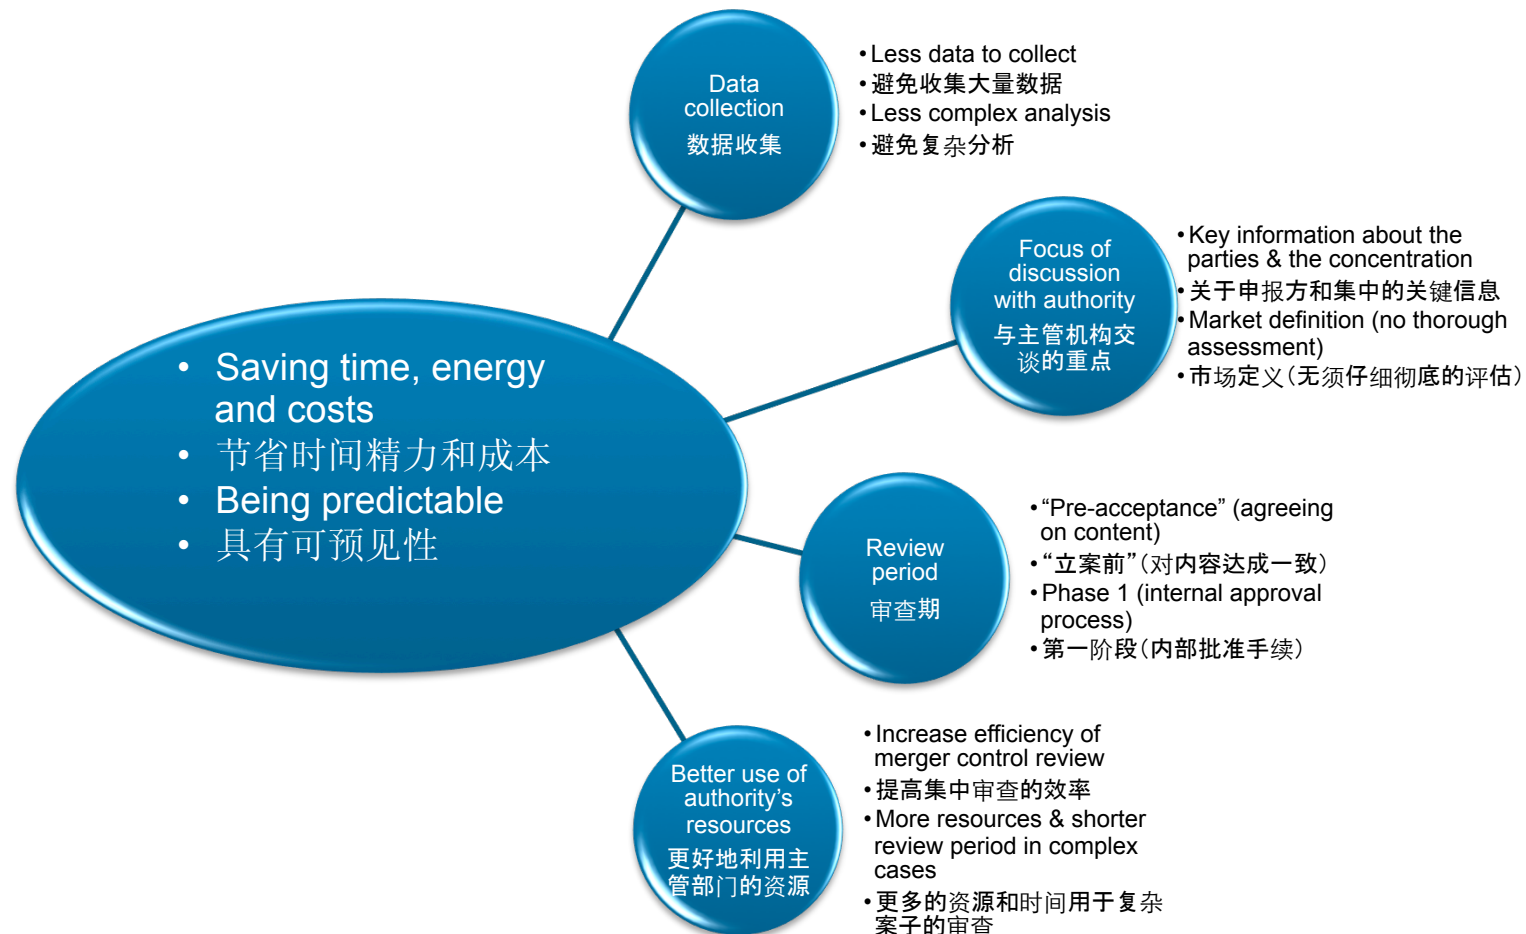 • Saving time, energy
and costs
• 节省时间精力和成本
• Being predictable
• 具有可预见性
Data
collection
数据收集
• Less data to collect
• 避免收集大量数据
• Less complex analysis
• 避免复杂分析
Focus of
discussion
with authority
与主管机构交
谈的重点
• Key information about the
parties & the concentration
• 关于申报方和集中的关键信息
• Market definition (no thorough
assessment)
• 市场定义（无须仔细彻底的评估）
Review
period
审查期
• “Pre-acceptance” (agreeing
on content)
• “立案前”（对内容达成一致）
• Phase 1 (internal approval
process)
• 第一阶段（内部批准手续）
Better use of
authority’s
resources
更好地利用主
管部门的资源
• Increase efficiency of
merger control review
• 提高集中审查的效率
• More resources & shorter
review period in complex
cases
• 更多的资源和时间用于复杂
案子的审查